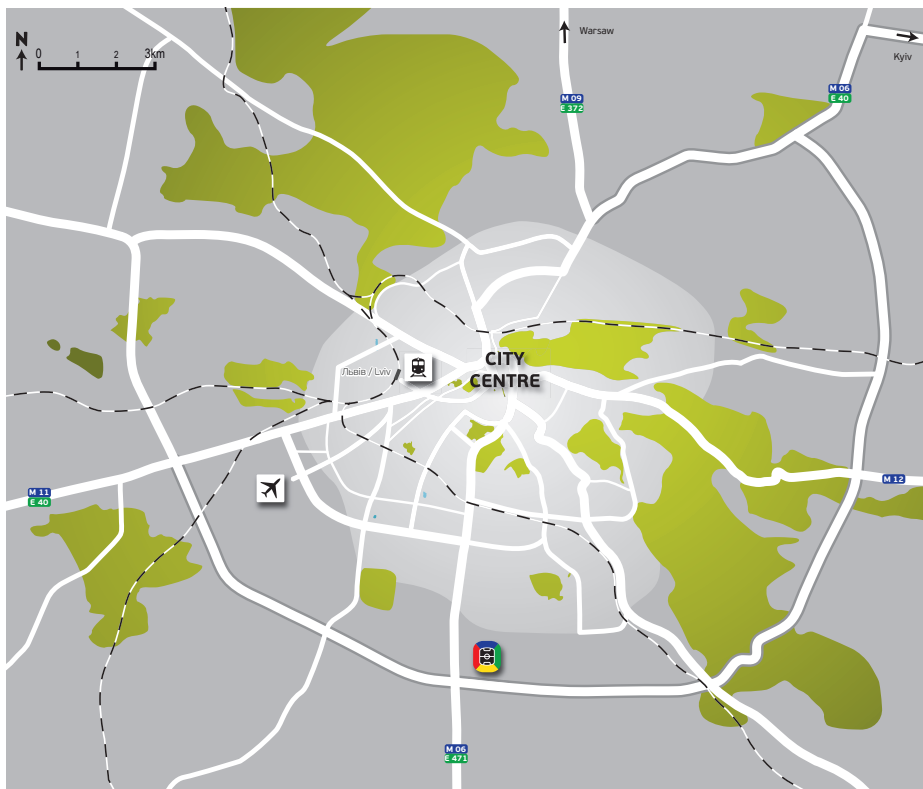 N
0 1 2 3km
Warsaw
Kyiv
M 09
E 372
M 06
E 40
CITY
CENTRE
Львів / Lviv
M 11
E 40
M 12
M 06
E 471